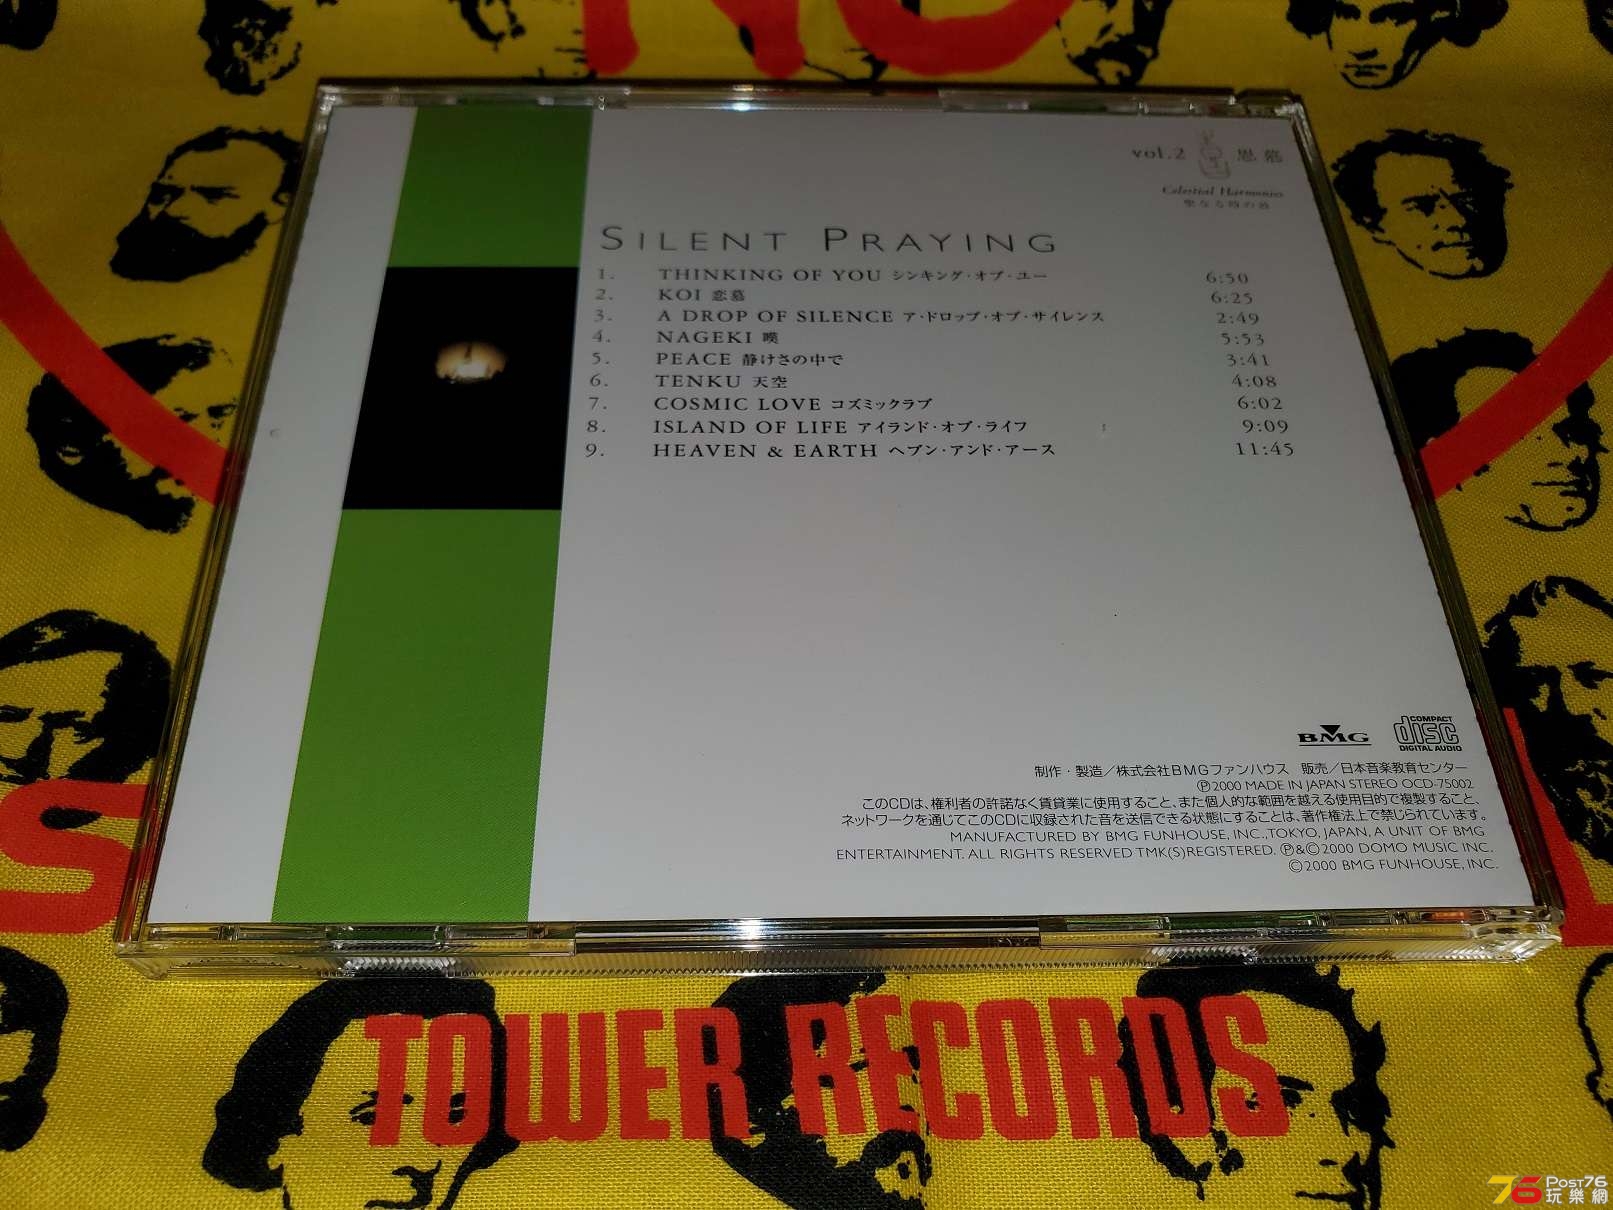 NO
vol.2
Celestial Harmonies
聖なる時の波
SILENT PRAYING
1. THINKING OF YOU シンキング・オブ・ユー 6:50
2. KOI 恋慕 6:25
3. A DROP OF SILENCE ア・ドロップ・オブ・サイレンス 2:49
4. NAGEKI 嘆 5:53
5. PEACE 静けさの中で 3:41
6. TENKU 天空 4:08
7. COSMIC LOVE コズミックラブ 6:02
8. ISLAND OF LIFE アイランド・オブ・ライフ 9:09
9. HEAVEN & EARTH ヘブン・アンド・アース 11:45
BMG
COMPACT
disc
DIGITAL AUDIO
制作・製造/株式会社BMGファンハウス 販売/日本音楽教育センター
Ⓟ2000 MADE IN JAPAN STEREO OCD-75002
このCDは、権利者の許諾なく賃貸業に使用すること、また個人的な範囲を越える使用目的で複製すること、
ネットワークを通じてこのCDに収録された音を送信できる状態にすることは、著作権法上で禁じられています。
MANUFACTURED BY BMG FUNHOUSE, INC.,TOKYO, JAPAN, A UNIT OF BMG
ENTERTAINMENT. ALL RIGHTS RESERVED TMK(S)REGISTERED. Ⓟ&©2000 DOMO MUSIC INC.
©2000 BMG FUNHOUSE, INC.
TOWER RECORDS
76 POST76
玩樂網